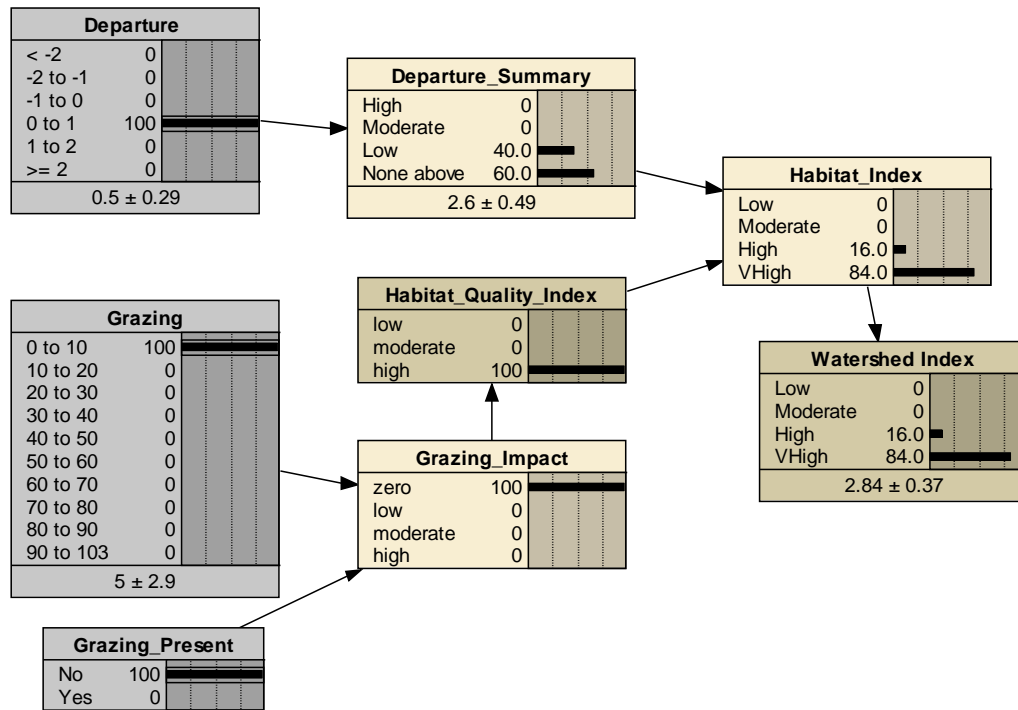 Departure
< -2 0
-2 to -1 0
-1 to 0 0
0 to 1 100
1 to 2 0
>= 2 0
0.5 ± 0.29
Departure_Summary
High 0
Moderate 0
Low 40.0
None above 60.0
2.6 ± 0.49
Habitat_Index
Low 0
Moderate 0
High 16.0
VHigh 84.0
Habitat_Quality_Index
low 0
moderate 0
high 100
Grazing
0 to 10 100
10 to 20 0
20 to 30 0
30 to 40 0
40 to 50 0
50 to 60 0
60 to 70 0
70 to 80 0
80 to 90 0
90 to 103 0
5 ± 2.9
Watershed Index
Low 0
Moderate 0
High 16.0
VHigh 84.0
2.84 ± 0.37
Grazing_Impact
zero 100
low 0
moderate 0
high 0
Grazing_Present
No 100
Yes 0